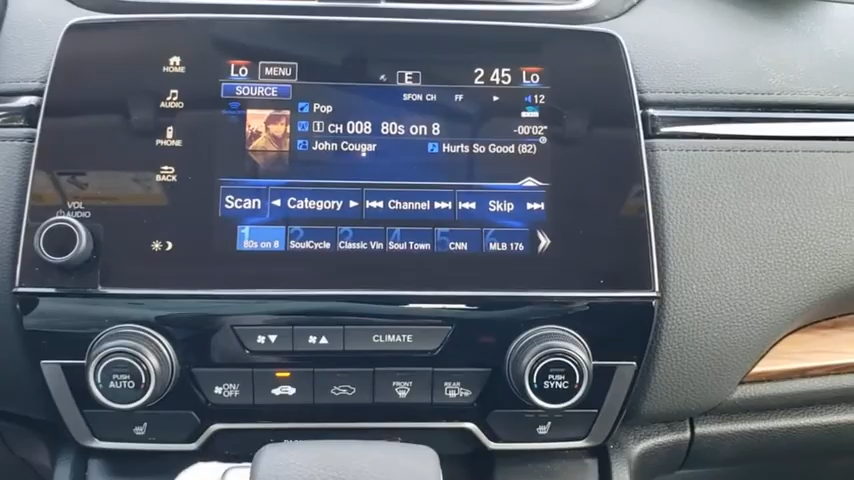 HOME
AUDIO
PHONE
BACK
VOL
AUDIO
Lo MENU E 2 45 Lo
SOURCE SFON CH FF 12
Pop
1 CH 008 80s on 8 -00'02"
John Cougar Hurts So Good (82)
Scan Category Channel Skip
1 2 3 4 5 6
80s on 8 SoulCycle Classic Vin Soul Town CNN MLB 176
CLIMATE
PUSH AUTO
ON/OFF
FRONT
REAR
PUSH SYNC